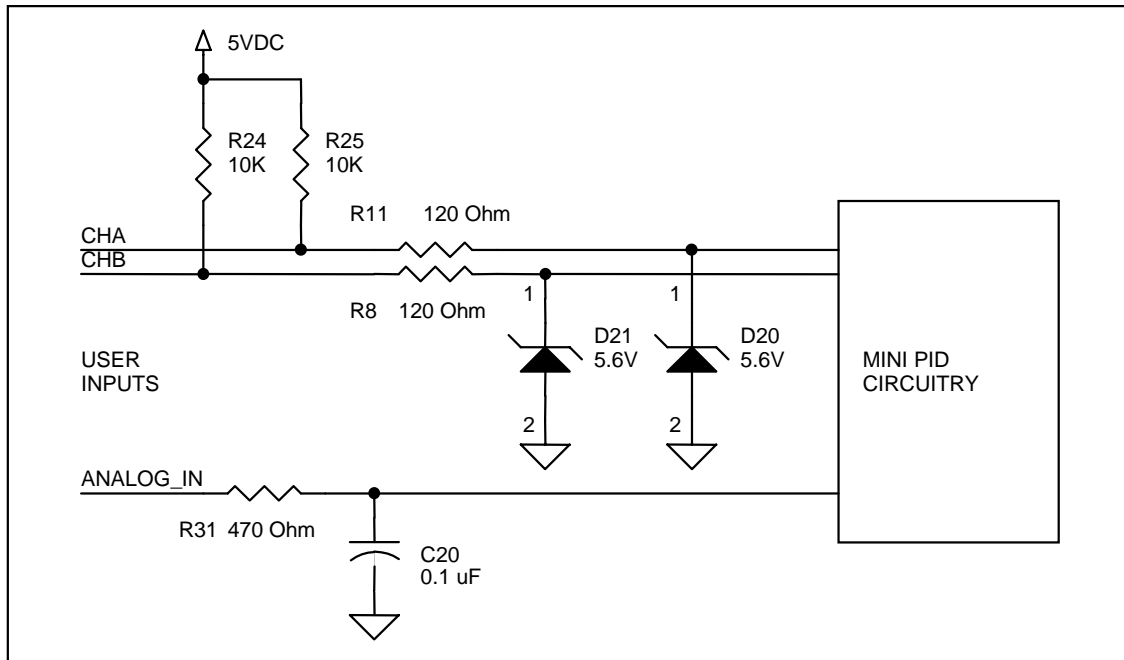 5VDC
R24
10K
R25
10K
R11 120 Ohm
CHA
CHB
R8 120 Ohm
1
1
D21
5.6V
D20
5.6V
USER
INPUTS
MINI PID
CIRCUITRY
2
2
ANALOG_IN
R31 470 Ohm
C20
0.1 uF